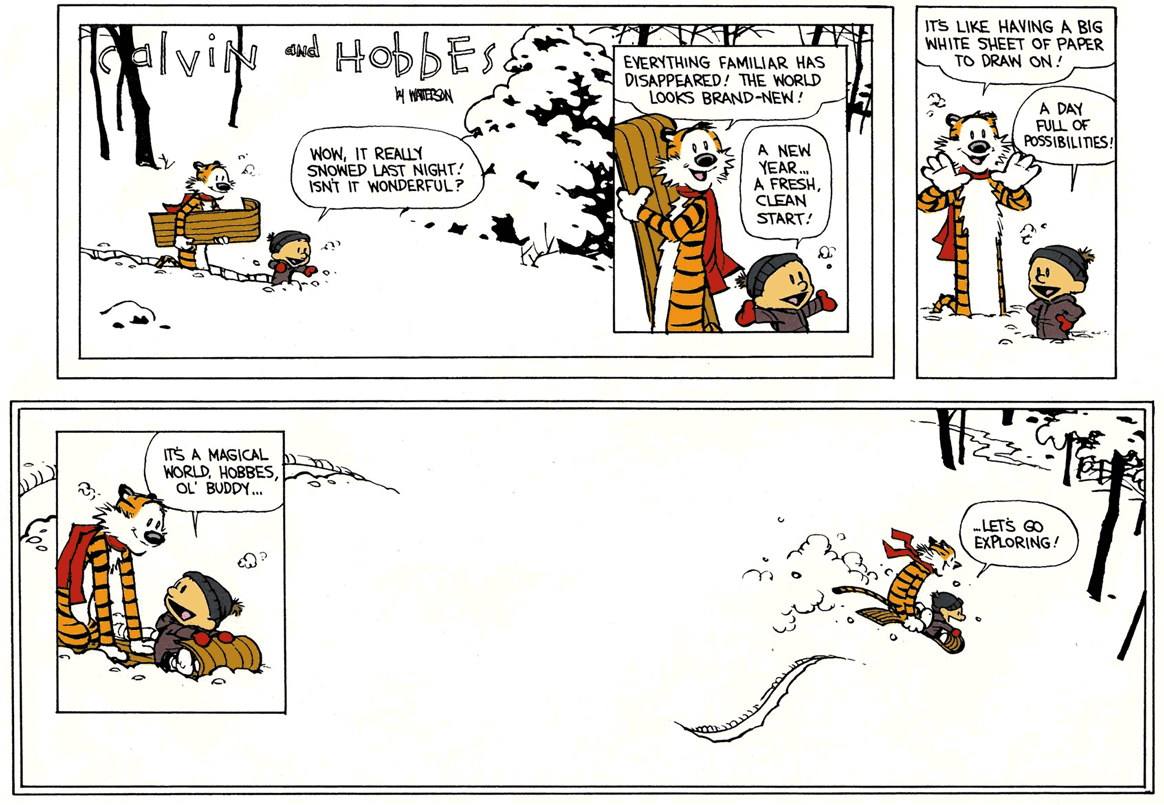 Calvin and Hobbes
by WATTERSON
WOW, IT REALLY
SNOWED LAST NIGHT!
ISN'T IT WONDERFUL?
EVERYTHING FAMILIAR HAS
DISAPPEARED! THE WORLD
LOOKS BRAND-NEW!
A NEW
YEAR...
A FRESH,
CLEAN
START!
IT'S LIKE HAVING A BIG
WHITE SHEET OF PAPER
TO DRAW ON!
A DAY
FULL OF
POSSIBILITIES!
IT'S A MAGICAL
WORLD, HOBBES,
OL' BUDDY...
...LET'S GO
EXPLORING!